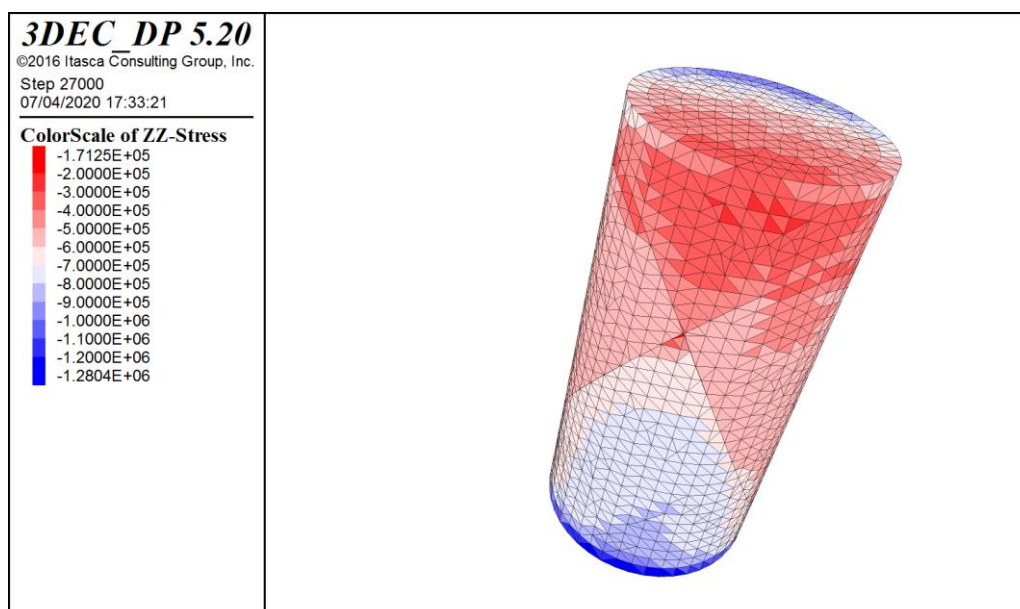 3DEC_DP 5.20
©2016 Itasca Consulting Group, Inc.
Step 27000
07/04/2020 17:33:21
ColorScale of ZZ-Stress
-1.7125E+05
-2.0000E+05
-3.0000E+05
-4.0000E+05
-5.0000E+05
-6.0000E+05
-7.0000E+05
-8.0000E+05
-9.0000E+05
-1.0000E+06
-1.1000E+06
-1.2000E+06
-1.2804E+06